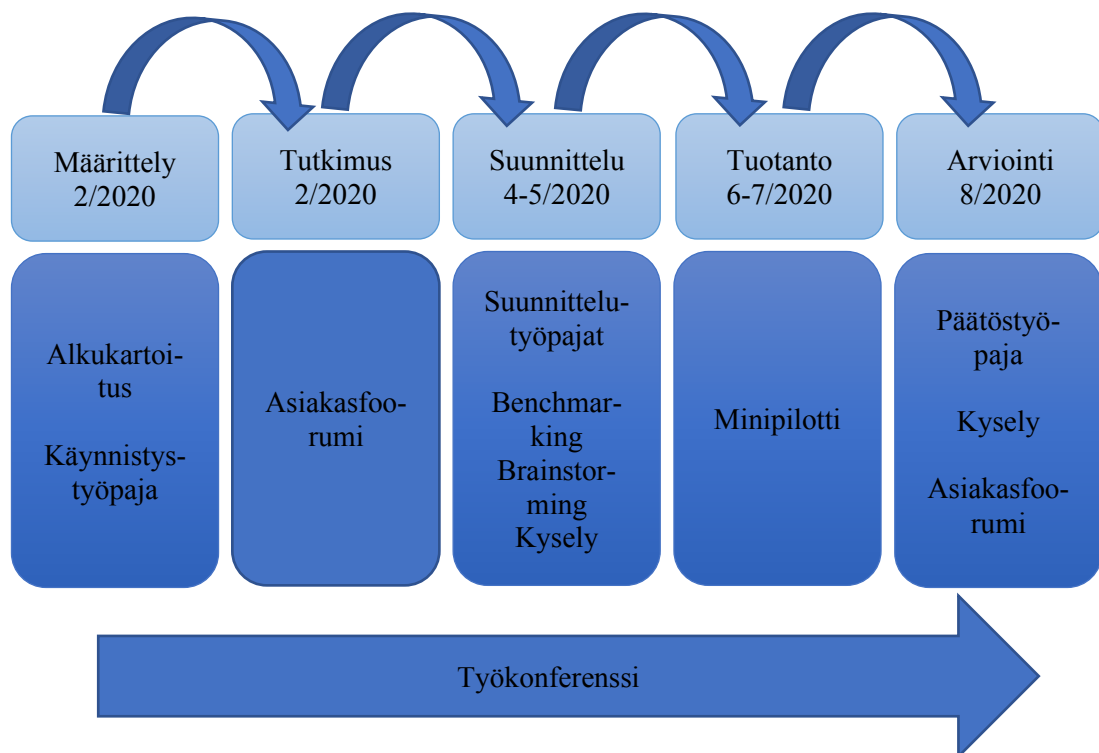 Määrittely
2/2020
Tutkimus
2/2020
Suunnittelu
4-5/2020
Tuotanto
6-7/2020
Arviointi
8/2020
Alkukartoi-
tus
Käynnistys-
työpaja
Asiakasfoo-
rumi
Suunnittelu-
työpajat
Benchmar-
king
Brainstor-
ming
Kysely
Minipilotti
Päätöstyö-
paja
Kysely
Asiakasfoo-
rumi
Työkonferenssi